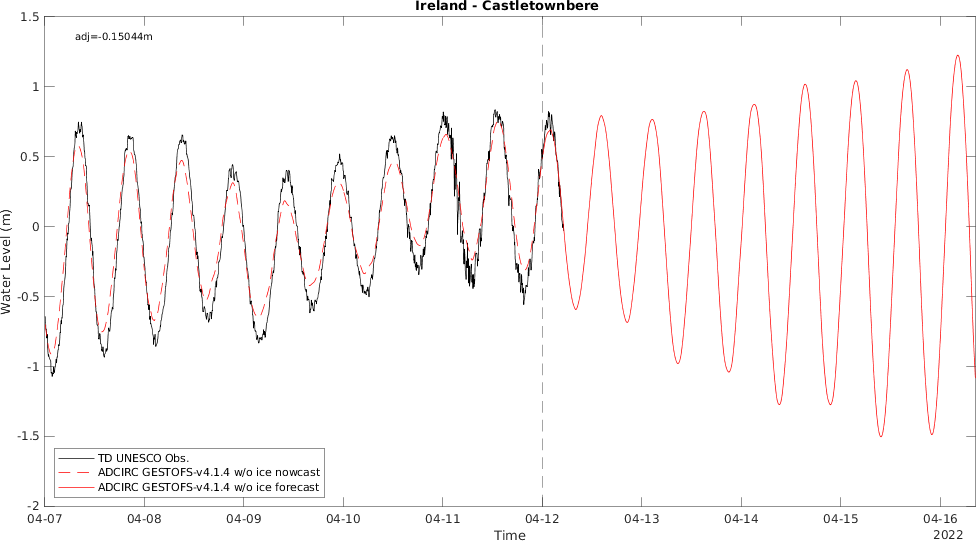 Ireland - Castletownbere
adj=-0.15044m
1.5
1
0.5
0
-0.5
-1
-1.5
-2
Water Level (m)
TD UNESCO Obs.
ADCIRC GESTOFS-v4.1.4 w/o ice nowcast
ADCIRC GESTOFS-v4.1.4 w/o ice forecast
04-07 04-08 04-09 04-10 04-11 04-12 04-13 04-14 04-15 04-16
Time
2022